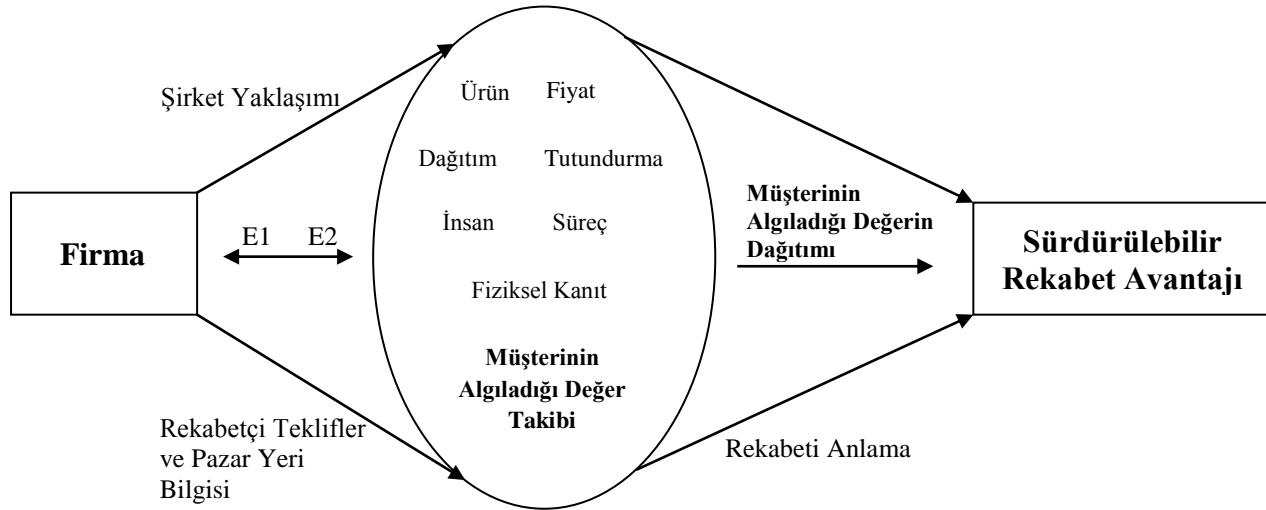 Şirket Yaklaşımı
Firma
E1 E2
Rekabetçi Teklifler
ve Pazar Yeri
Bilgisi
Ürün Fiyat
Dağıtım Tutundurma
İnsan Süreç
Fiziksel Kanıt
Müşterinin
Algıladığı Değer
Takibi
Müşterinin
Algıladığı Değerin
Dağıtımı
Rekabeti Anlama
Sürdürülebilir
Rekabet Avantajı